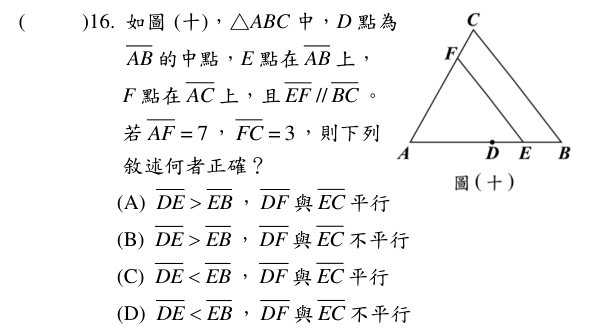 (　　)16. 如圖 (十)，△ABC 中，D 點為
AB 的中點，E 點在 AB 上，
F 點在 AC 上，且 EF // BC 。
若 AF = 7，FC = 3，則下列
敘述何者正確？
(A) DE > EB，DF 與 EC 平行
(B) DE > EB，DF 與 EC 不平行
(C) DE < EB，DF 與 EC 平行
(D) DE < EB，DF 與 EC 不平行
C
F
A D E B
圖 (十)